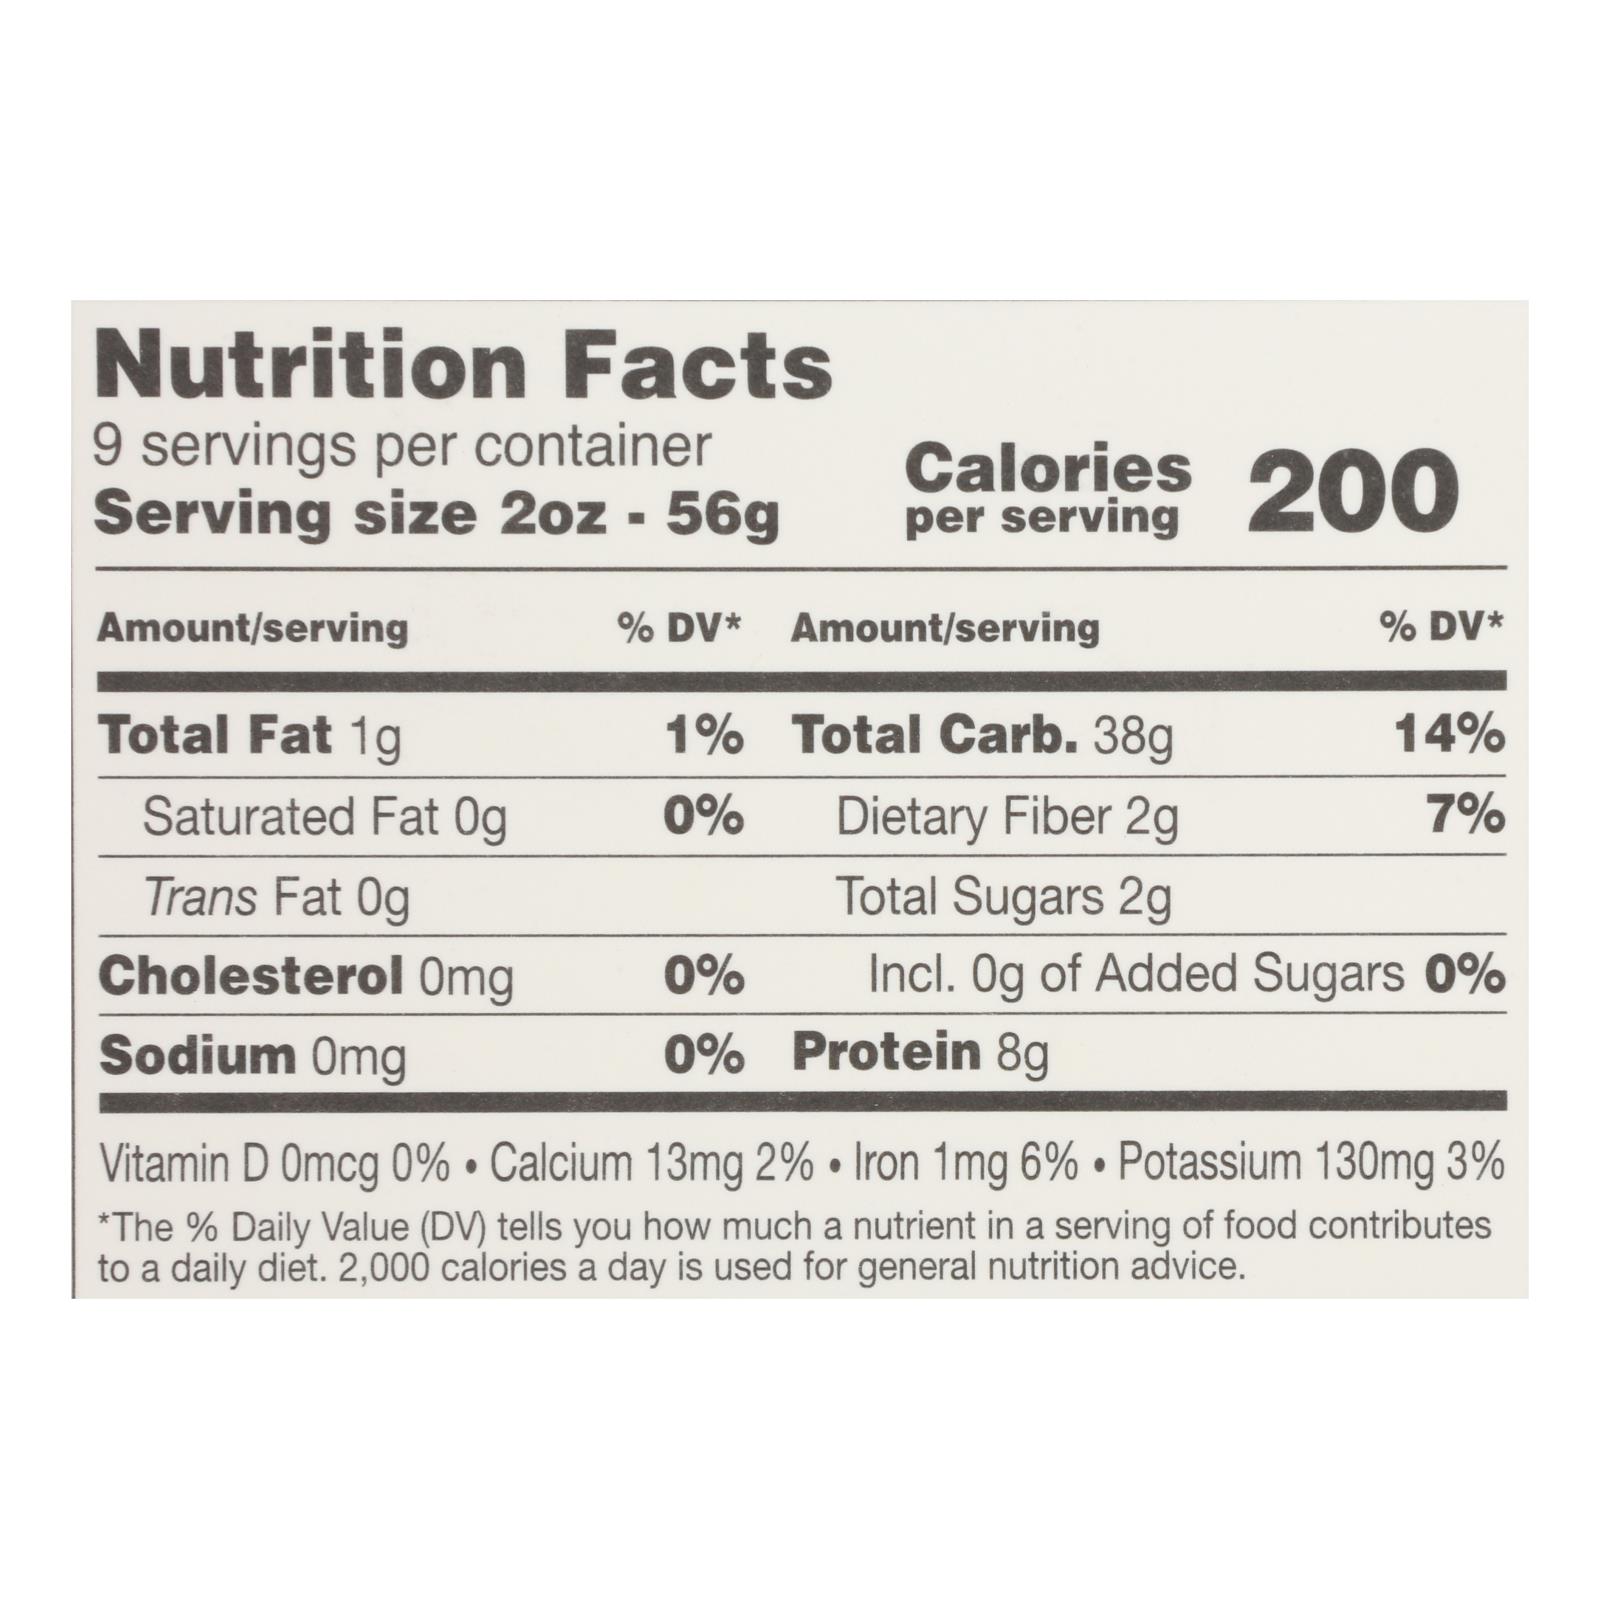 Nutrition Facts
9 servings per container
Serving size 2oz - 56g
Calories per serving 200
Amount/serving % DV* Amount/serving % DV*
Total Fat 1g 1% Total Carb. 38g 14%
Saturated Fat 0g 0% Dietary Fiber 2g 7%
Trans Fat 0g Total Sugars 2g
Cholesterol 0mg 0% Incl. 0g of Added Sugars 0%
Sodium 0mg 0% Protein 8g
Vitamin D 0mcg 0% • Calcium 13mg 2% • Iron 1mg 6% • Potassium 130mg 3%
*The % Daily Value (DV) tells you how much a nutrient in a serving of food contributes
to a daily diet. 2,000 calories a day is used for general nutrition advice.